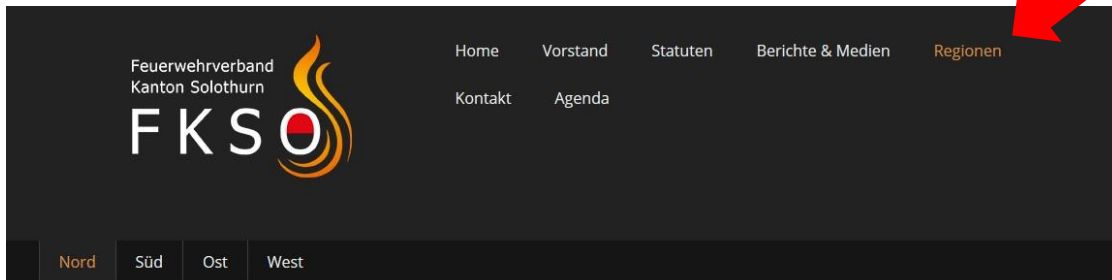 Feuerwehrverband
Kanton Solothurn
FKSO
Home Vorstand Statuten Berichte & Medien Regionen
Kontakt Agenda
Nord Süd Ost West